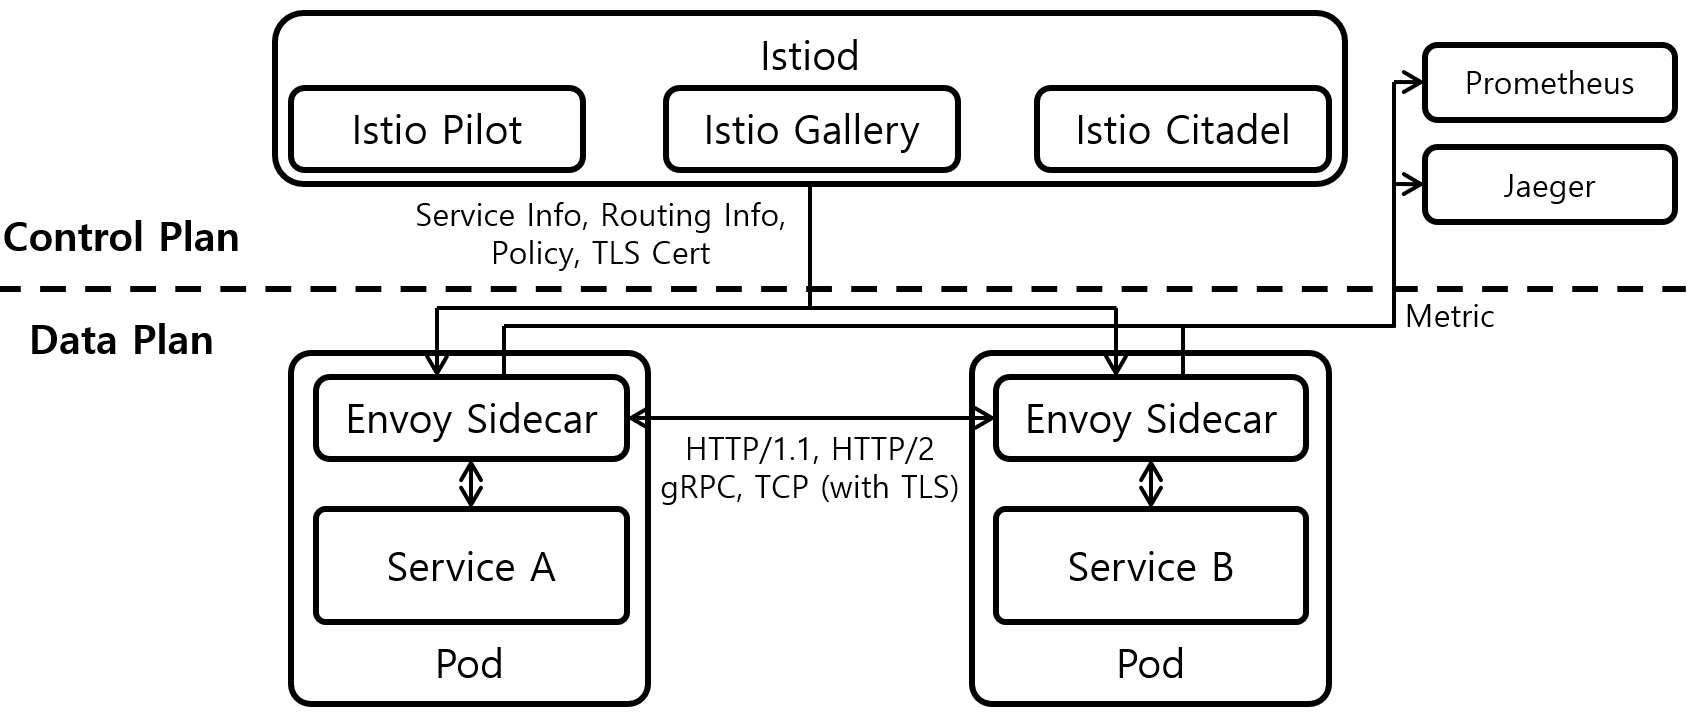 Istiod
Istio Pilot
Istio Gallery
Istio Citadel
Prometheus
Jaeger
Service Info, Routing Info,
Policy, TLS Cert
Control Plan
Data Plan
Metric
Envoy Sidecar
Envoy Sidecar
HTTP/1.1, HTTP/2
gRPC, TCP (with TLS)
Service A
Service B
Pod
Pod